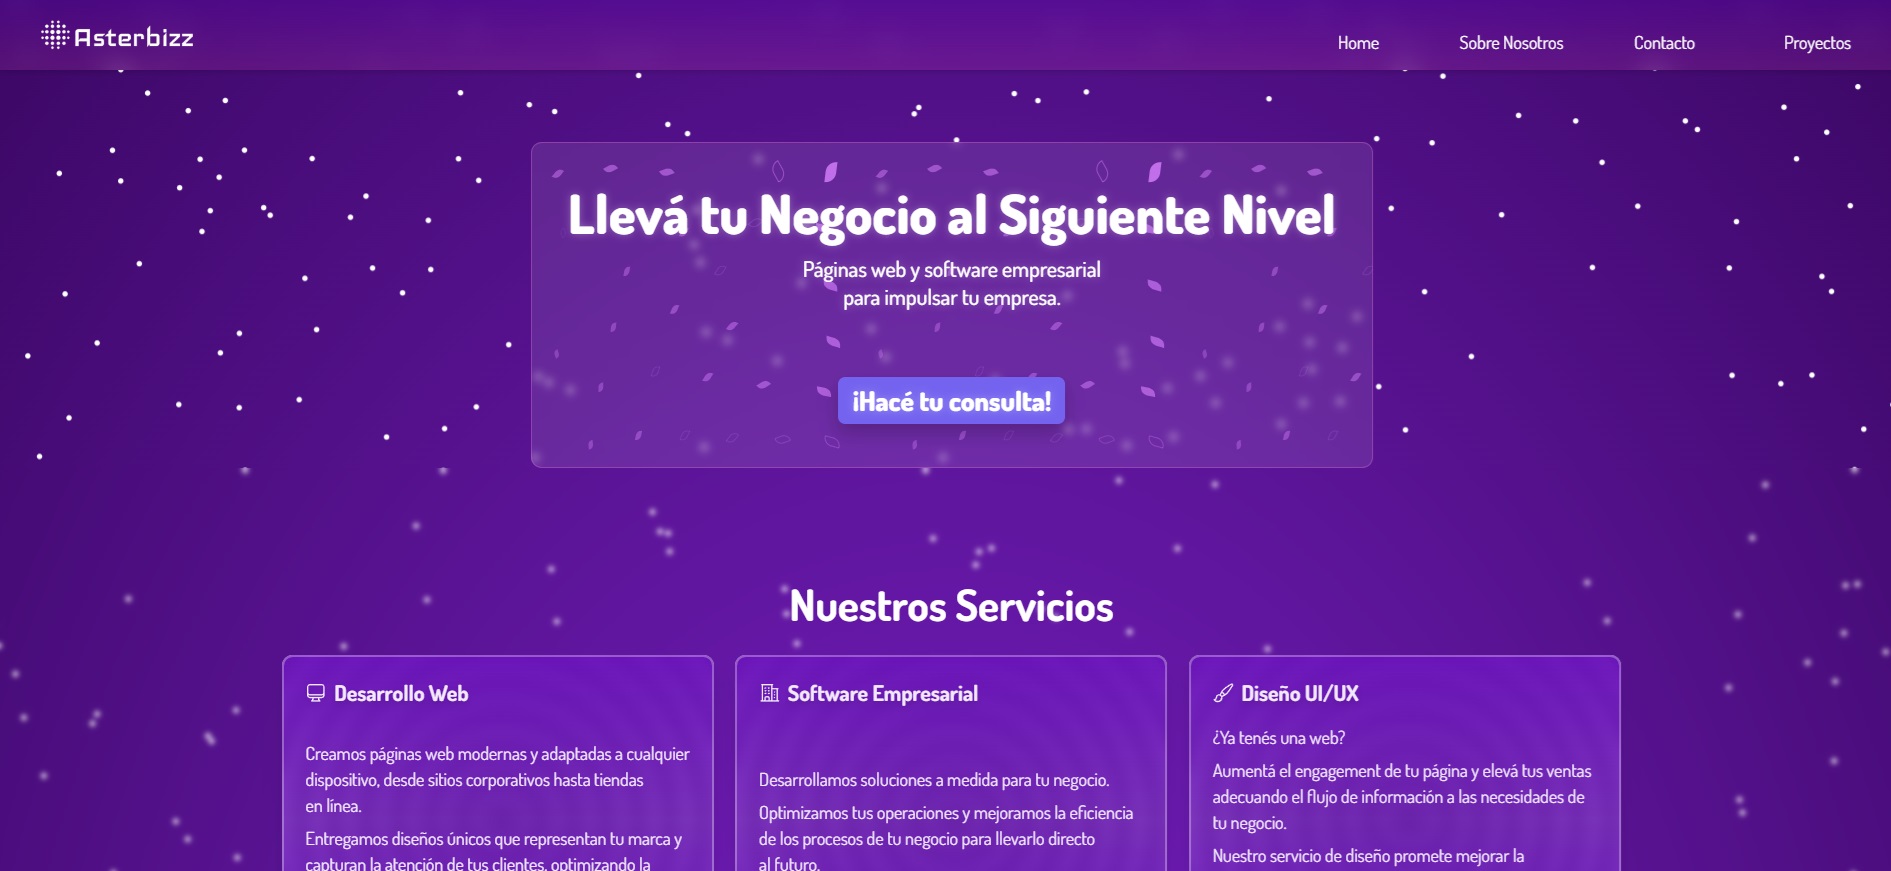 Asterbizz
Home
Sobre Nosotros
Contacto
Proyectos
Llevá tu Negocio al Siguiente Nivel
Páginas web y software empresarial
para impulsar tu empresa.
¡Hacé tu consulta!
Nuestros Servicios
Desarrollo Web
Creamos páginas web modernas y adaptadas a cualquier
dispositivo, desde sitios corporativos hasta tiendas
en línea.
Entregamos diseños únicos que representan tu marca y
capturan la atención de tus clientes, optimizando la
Software Empresarial
Desarrollamos soluciones a medida para tu negocio.
Optimizamos tus operaciones y mejoramos la eficiencia
de los procesos de tu negocio para llevarlo directo
al futuro.
Diseño UI/UX
¿Ya tenés una web?
Aumentá el engagement de tu página y elevá tus ventas
adecuando el flujo de información a las necesidades de
tu negocio.
Nuestro servicio de diseño promete mejorar la